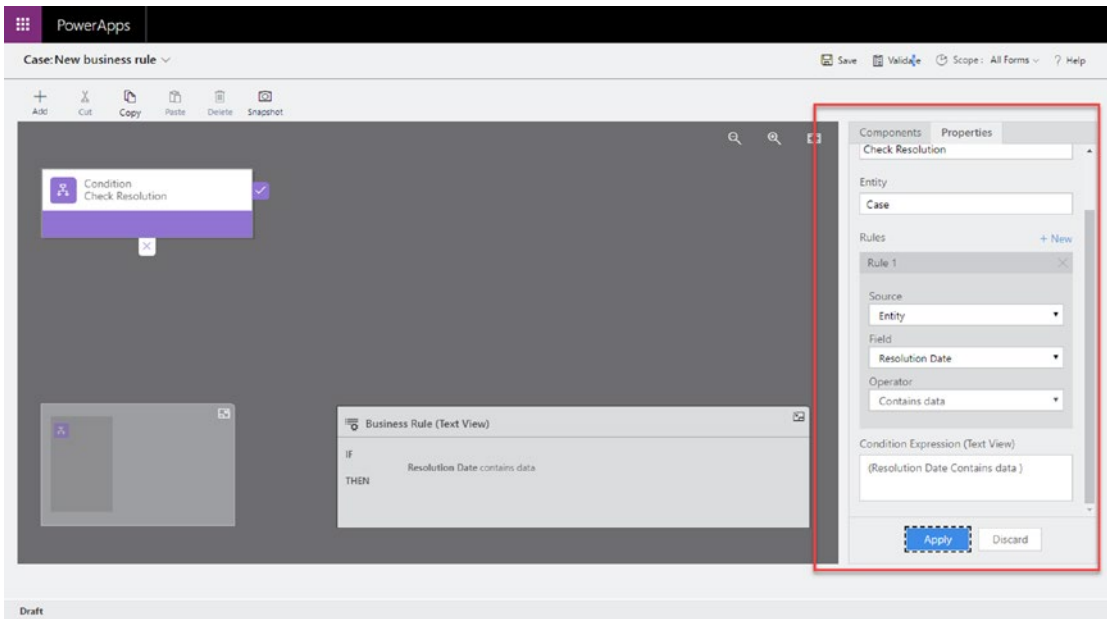 PowerApps
Case: New business rule
Save Validate Scope: All Forms ? Help
Add Cut Copy Paste Delete Snapshot
Components Properties
Check Resolution
Condition
Check Resolution
Entity
Case
Rules + New
Rule 1
Source
Entity
Field
Resolution Date
Operator
Contains data
Business Rule (Text View)
IF
Resolution Date contains data
THEN
Condition Expression (Text View)
(Resolution Date Contains data )
Apply Discard
Draft